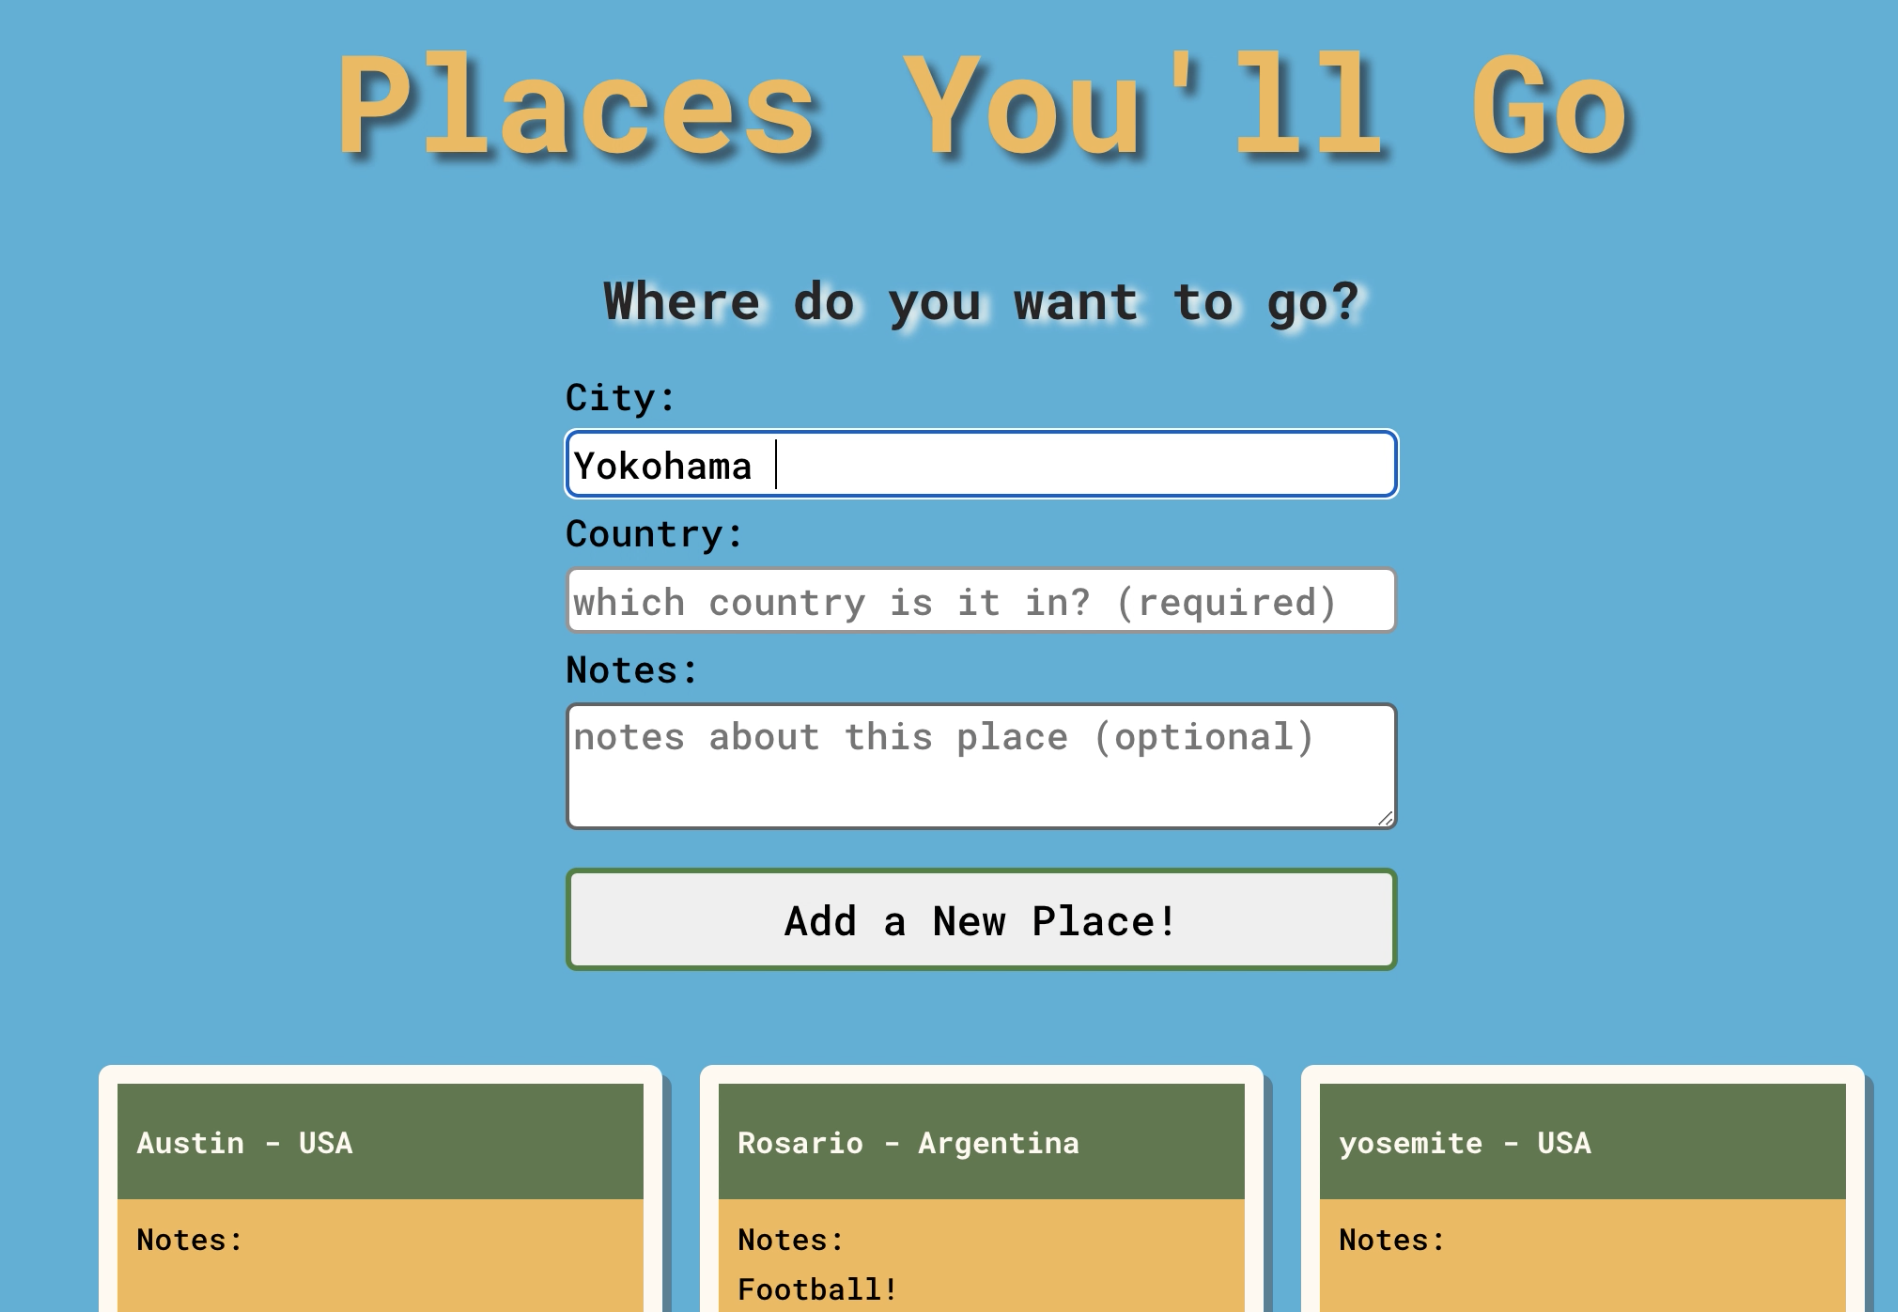 Places You'll Go
Where do you want to go?
City:
Yokohama
Country:
which country is it in? (required)
Notes:
notes about this place (optional)
Add a New Place!
Austin - USA
Rosario - Argentina
yosemite - USA
Notes:
Notes:
Football!
Notes: